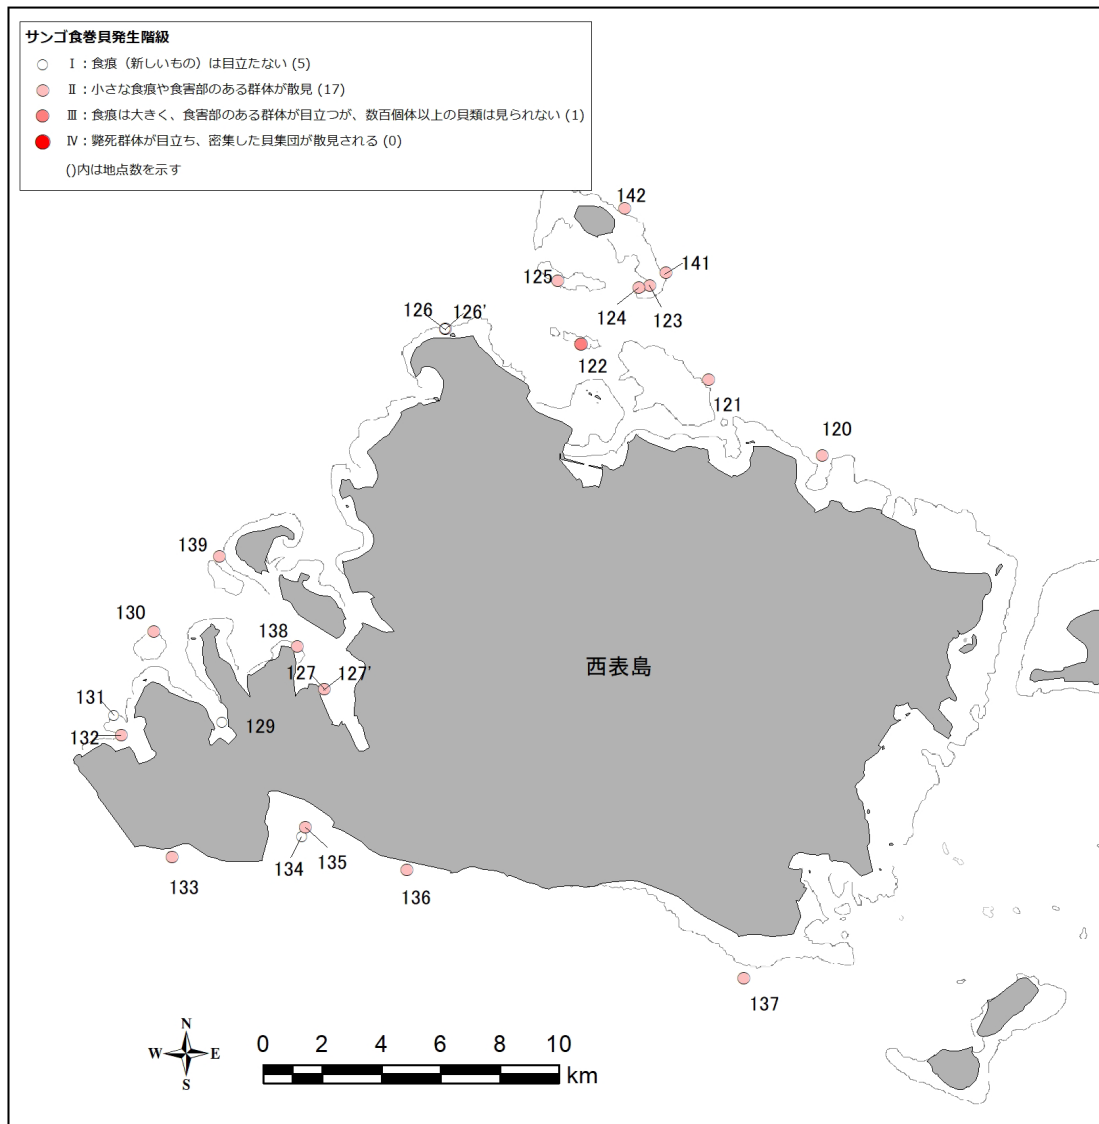 サンゴ食巻貝発生階級
Ⅰ：食痕（新しいもの）は目立たない (5)
Ⅱ：小さな食痕や食害部のある群体が散見 (17)
Ⅲ：食痕は大きく、食害部のある群体が目立つが、数百個体以上の貝類は見られない (1)
Ⅳ：斃死群体が目立ち、密集した貝集団が散見される (0)
()内は地点数を示す
142
141
125
124
123
126
126'
122
121
120
139
130
138
127
127'
西表島
131
129
132
134
135
133
136
137
N
W
E
S
0 2 4 6 8 10
km